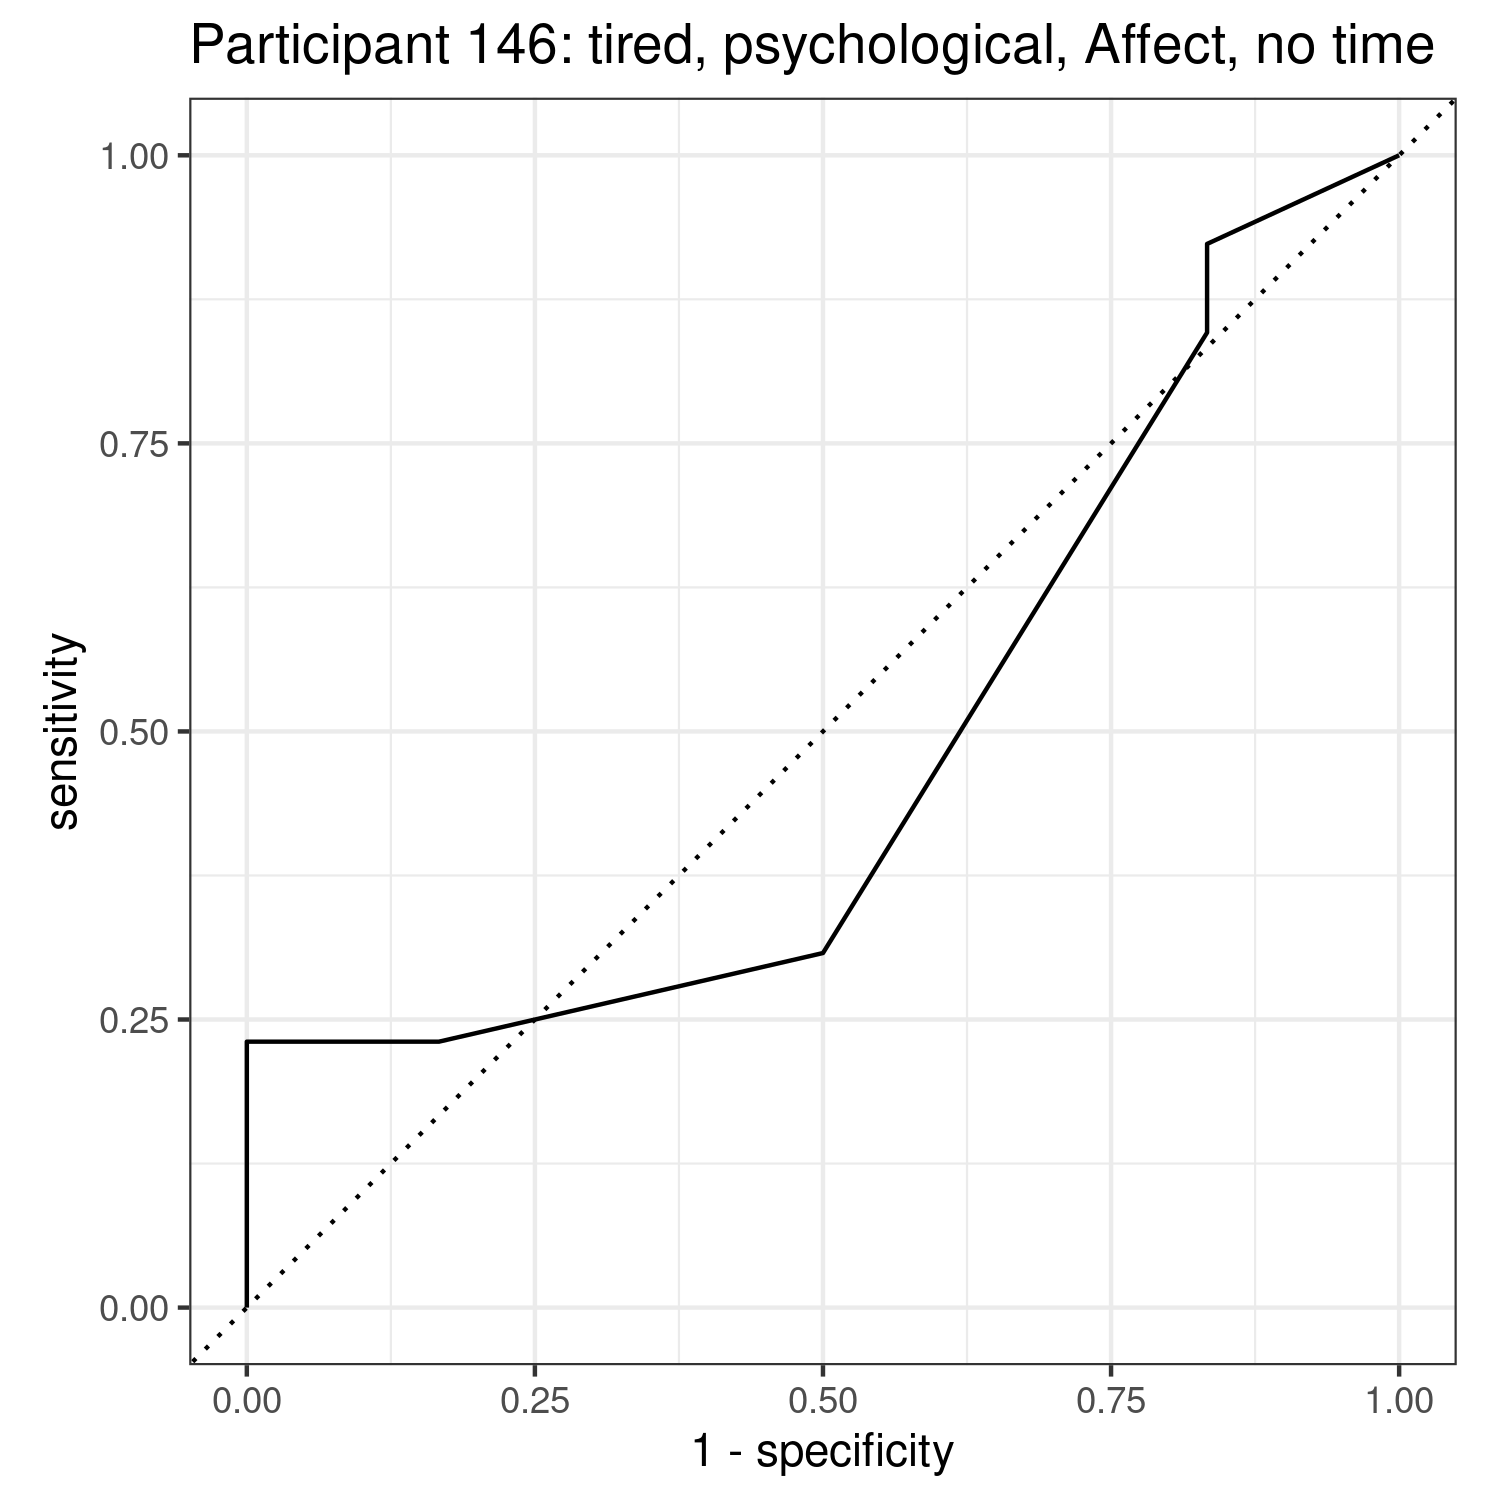 Participant 146: tired, psychological, Affect, no time
sensitivity
1.00
0.75
0.50
0.25
0.00
0.00 0.25 0.50 0.75 1.00
1 - specificity